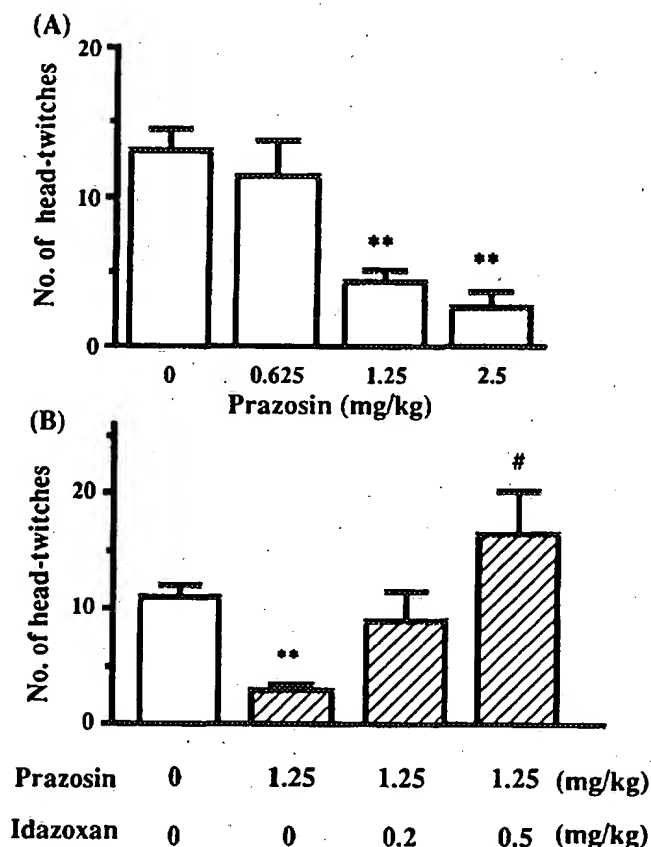 (A)
20
10
0
No. of head-twitches
**
**
0 0.625 1.25 2.5
Prazosin (mg/kg)
(B)
20
10
0
No. of head-twitches
**
#
Prazosin 0 1.25 1.25 1.25 (mg/kg)
Idazoxan 0 0 0.2 0.5 (mg/kg)